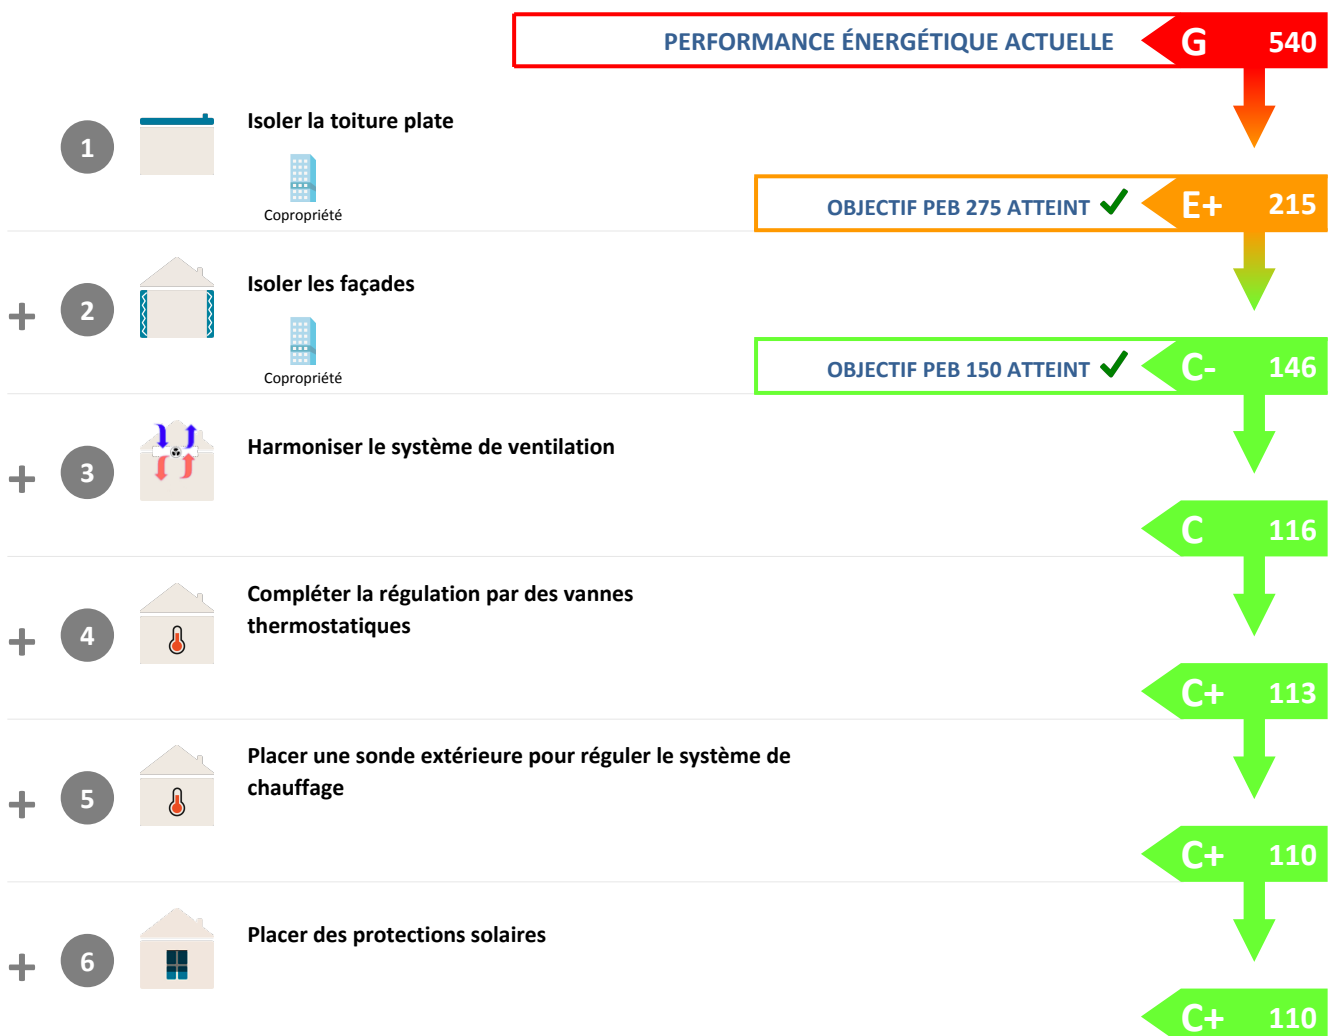 PERFORMANCE ÉNERGÉTIQUE ACTUELLE G 540
1 Isoler la toiture plate
Copropriété
OBJECTIF PEB 275 ATTEINT E+ 215
+ 2 Isoler les façades
Copropriété
OBJECTIF PEB 150 ATTEINT C- 146
+ 3 Harmoniser le système de ventilation
C 116
+ 4 Compléter la régulation par des vannes
thermostatiques
C+ 113
+ 5 Placer une sonde extérieure pour réguler le système de
chauffage
C+ 110
+ 6 Placer des protections solaires
C+ 110